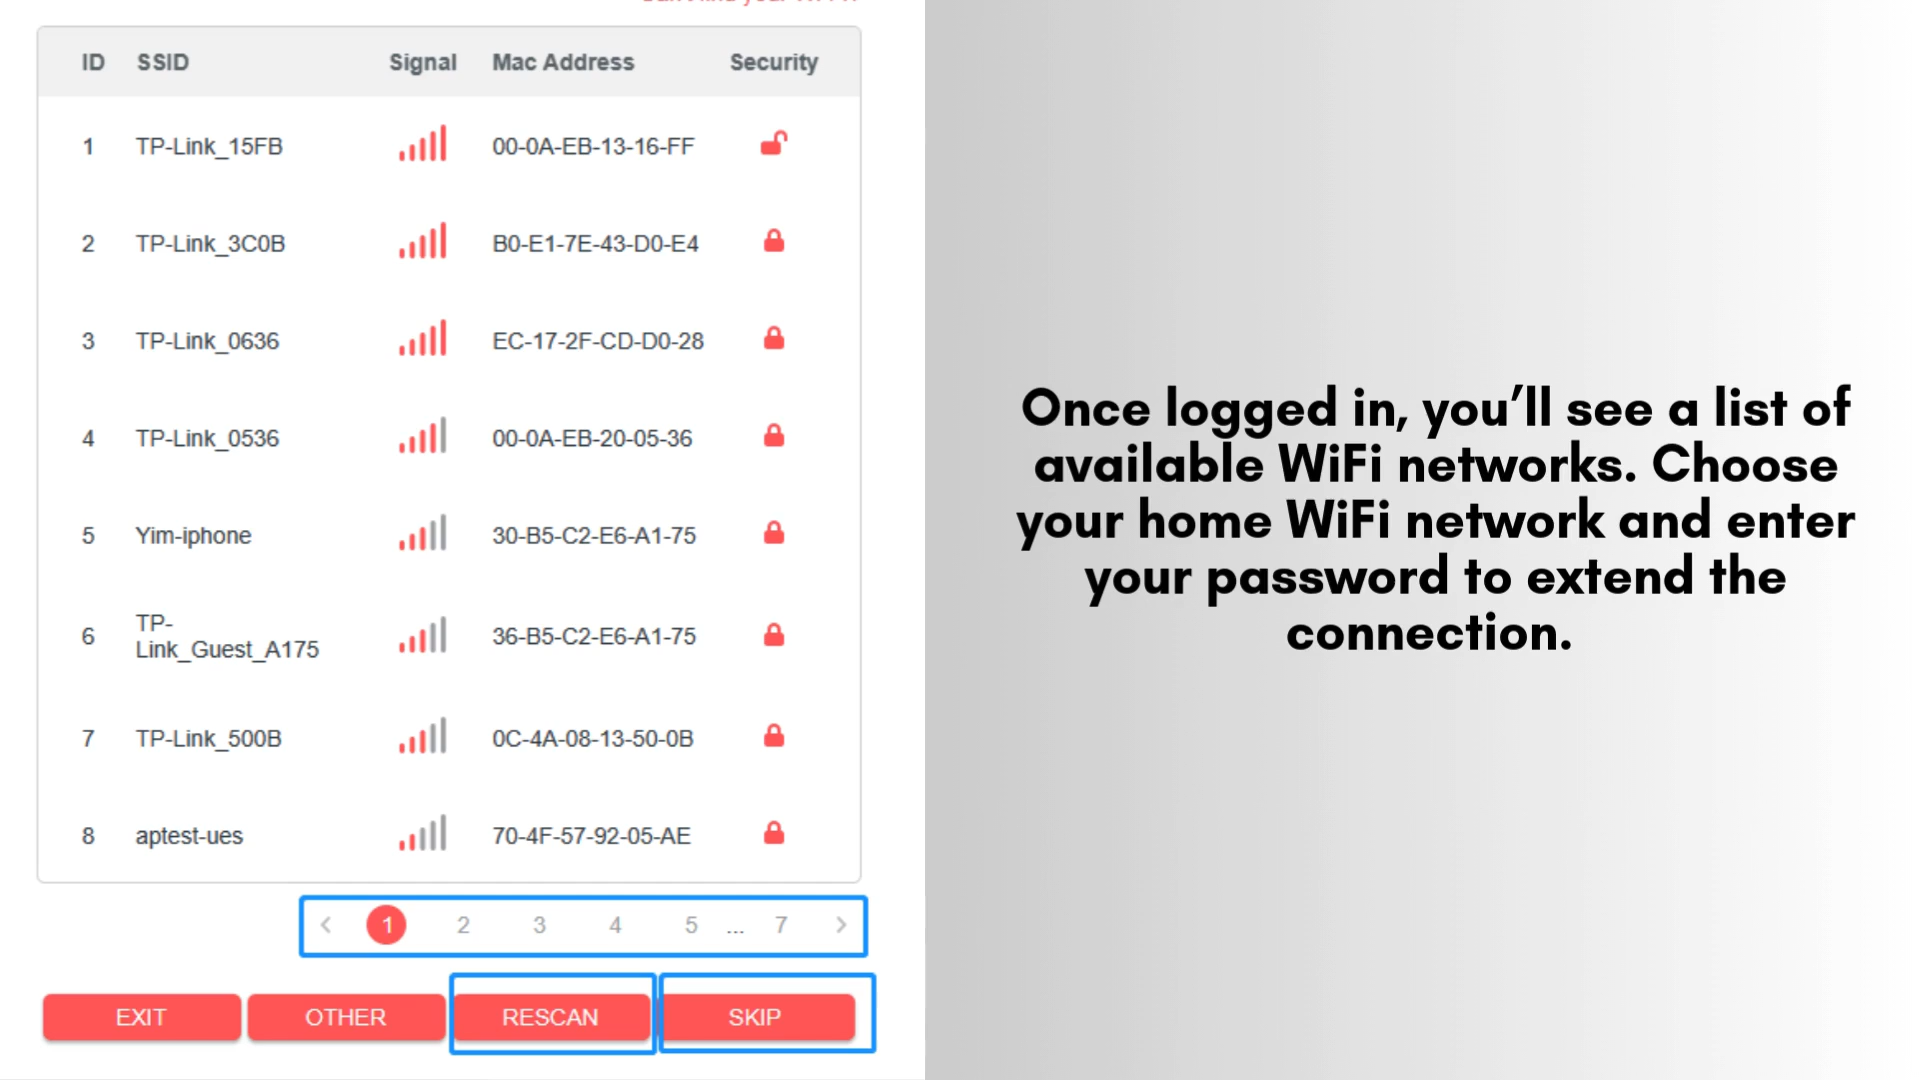 ID SSID Signal Mac Address Security
1 TP-Link_15FB 00-0A-EB-13-16-FF
2 TP-Link_3C0B B0-E1-7E-43-D0-E4
3 TP-Link_0636 EC-17-2F-CD-D0-28
4 TP-Link_0536 00-0A-EB-20-05-36
5 Yim-iphone 30-B5-C2-E6-A1-75
6 TP-
Link_Guest_A175 36-B5-C2-E6-A1-75
7 TP-Link_500B 0C-4A-08-13-50-0B
8 aptest-ues 70-4F-57-92-05-AE
< 1 2 3 4 5 ... 7 >
EXIT OTHER RESCAN SKIP
Once logged in, you’ll see a list of
available WiFi networks. Choose
your home WiFi network and enter
your password to extend the
connection.